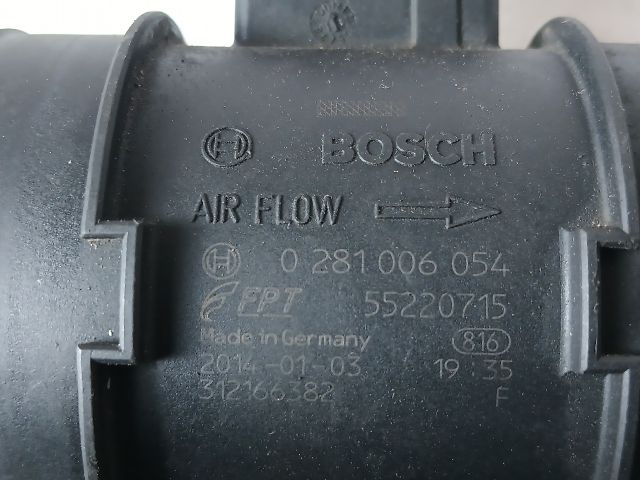 BOSCH
AIR FLOW
0 281 006 054
FPT 55220715
Made in Germany 816
2014-01-03 19:35
312166382 F